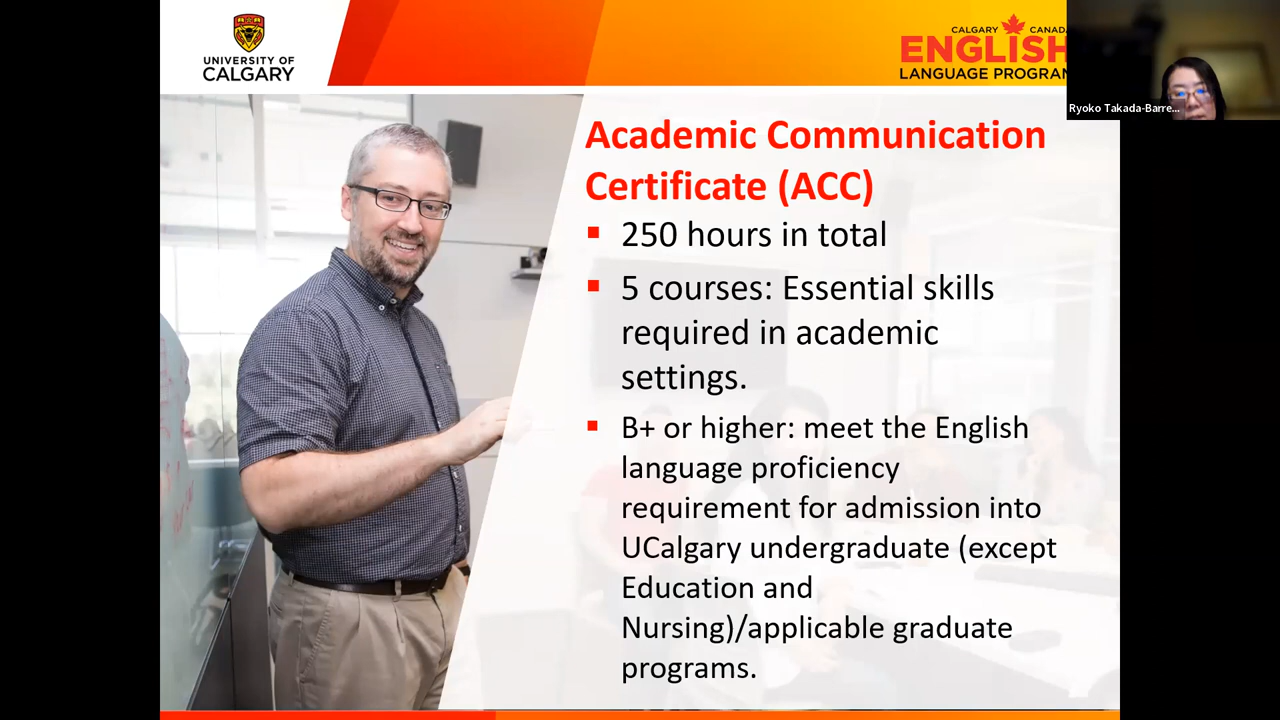 UNIVERSITY OF
CALGARY
CALGARY CANADA
ENGLISH
LANGUAGE PROGRAM
Ryoko Takada-Barre...
Academic Communication
Certificate (ACC)
▪ 250 hours in total
▪ 5 courses: Essential skills
required in academic
settings.
▪ B+ or higher: meet the English
language proficiency
requirement for admission into
UCalgary undergraduate (except
Education and
Nursing)/applicable graduate
programs.